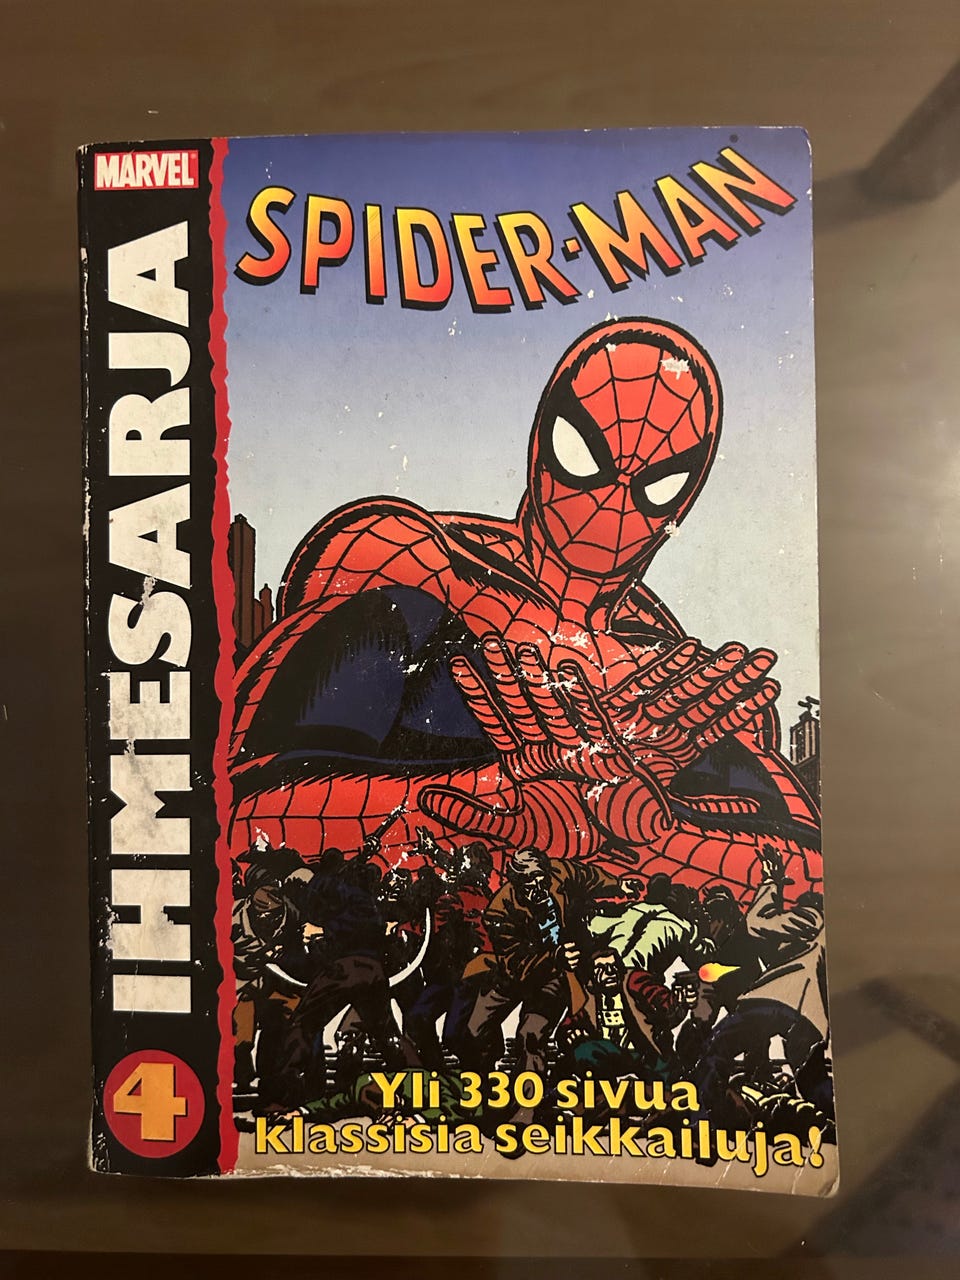 MARVEL
IHMESARJA
4
SPIDER-MAN
Yli 330 sivua
klassisia seikkailuja!